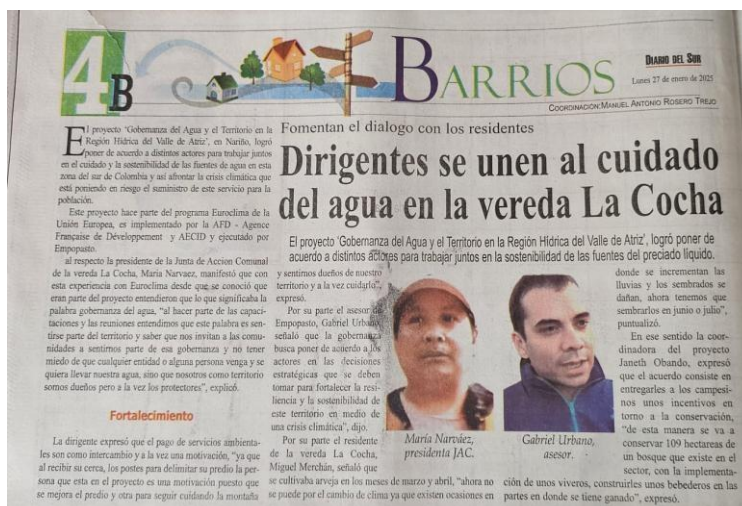 4B
BARRIOS
DIARIO DEL SUR
Lunes 27 de enero de 2025
COORDINACION: MANUEL ANTONIO ROSERO TREJO
Fomentan el dialogo con los residentes
Dirigentes se unen al cuidado
del agua en la vereda La Cocha
El proyecto 'Gobernanza del Agua y el Territorio en la Región Hídrica del Valle de Atriz', logró poner de
acuerdo a distintos actores para trabajar juntos en la sostenibilidad de las fuentes del preciado líquido.
El proyecto 'Gobernanza del Agua y el Territorio en la
Región Hídrica del Valle de Atriz', en Nariño, logró
poner de acuerdo a distintos actores para trabajar juntos
en el cuidado y la sostenibilidad de las fuentes de agua en esta
zona del sur de Colombia y así afrontar la crisis climática que
está poniendo en riesgo el suministro de este servicio para la
población.
Este proyecto hace parte del programa Euroclima de la
Unión Europea, es implementado por la AFD - Agence
Française de Développement y AECID y ejecutado por
Empopasto.
al respecto la presidente de la Junta de Accion Comunal
de la vereda La Cocha, Maria Narvaez, manifestó que con
esta experiencia con Euroclima desde que se conoció que
eran parte del proyecto entendieron que lo que significaba la
palabra gobernanza del agua, "al hacer parte de las capaci-
taciones y las reuniones entendimos que este palabra es sen-
tirse parte del territorio y saber que nos invitan a las comu-
nidades a sentirnos parte de esa gobernanza y no tener
miedo de que cualquier entidad o alguna persona venga y se
quiera llevar nuestra agua, sino que nosotros como territorio
somos dueños pero a la vez los protectores", explicó.
Fortalecimiento
La dirigente expresó que el pago de servicios ambienta-
les son como intercambio y a la vez una motivación, "ya que
al recibir su cerca, los postes para delimitar su predio la per-
sona que esta en el proyecto es una motivación puesto que
se mejora el predio y otra para seguir cuidando la montaña
y sentimos dueños de nuestro
territorio y a la vez cuidarlo",
expresó.
Por su parte el asesor de
Empopasto, Gabriel Urbano,
señaló que la gobernanza
busca poner de acuerdo a los
actores en las decisiones
estratégicas que se deben
tomar para fortalecer la resi-
liencia y la sostenibilidad de
este territorio en medio de
una crisis climática", dijo.
Por su parte el residente
de la vereda La Cocha,
Miguel Merchán, señaló que
se cultivaba arveja en los meses de marzo y abril, "ahora no
se puede por el cambio de clima ya que existen ocasiones en
María Narváez,
presidenta JAC.
Gabriel Urbano,
asesor.
donde se incrementan las
lluvias y los sembrados se
dañan, ahora tenemos que
sembrarlos en junio o julio",
puntualizó.
En ese sentido la coor-
dinadora del proyecto
Janeth Obando, expresó
que el acuerdo consiste en
entregarles a los campesi-
nos unos incentivos en
torno a la conservación,
"de esta manera se va a
conservar 109 hectareas de
un bosque que existe en el
sector, con la implementa-
ción de unos viveros, construirles unos bebederos en las
partes en donde se tiene ganado", expresó.